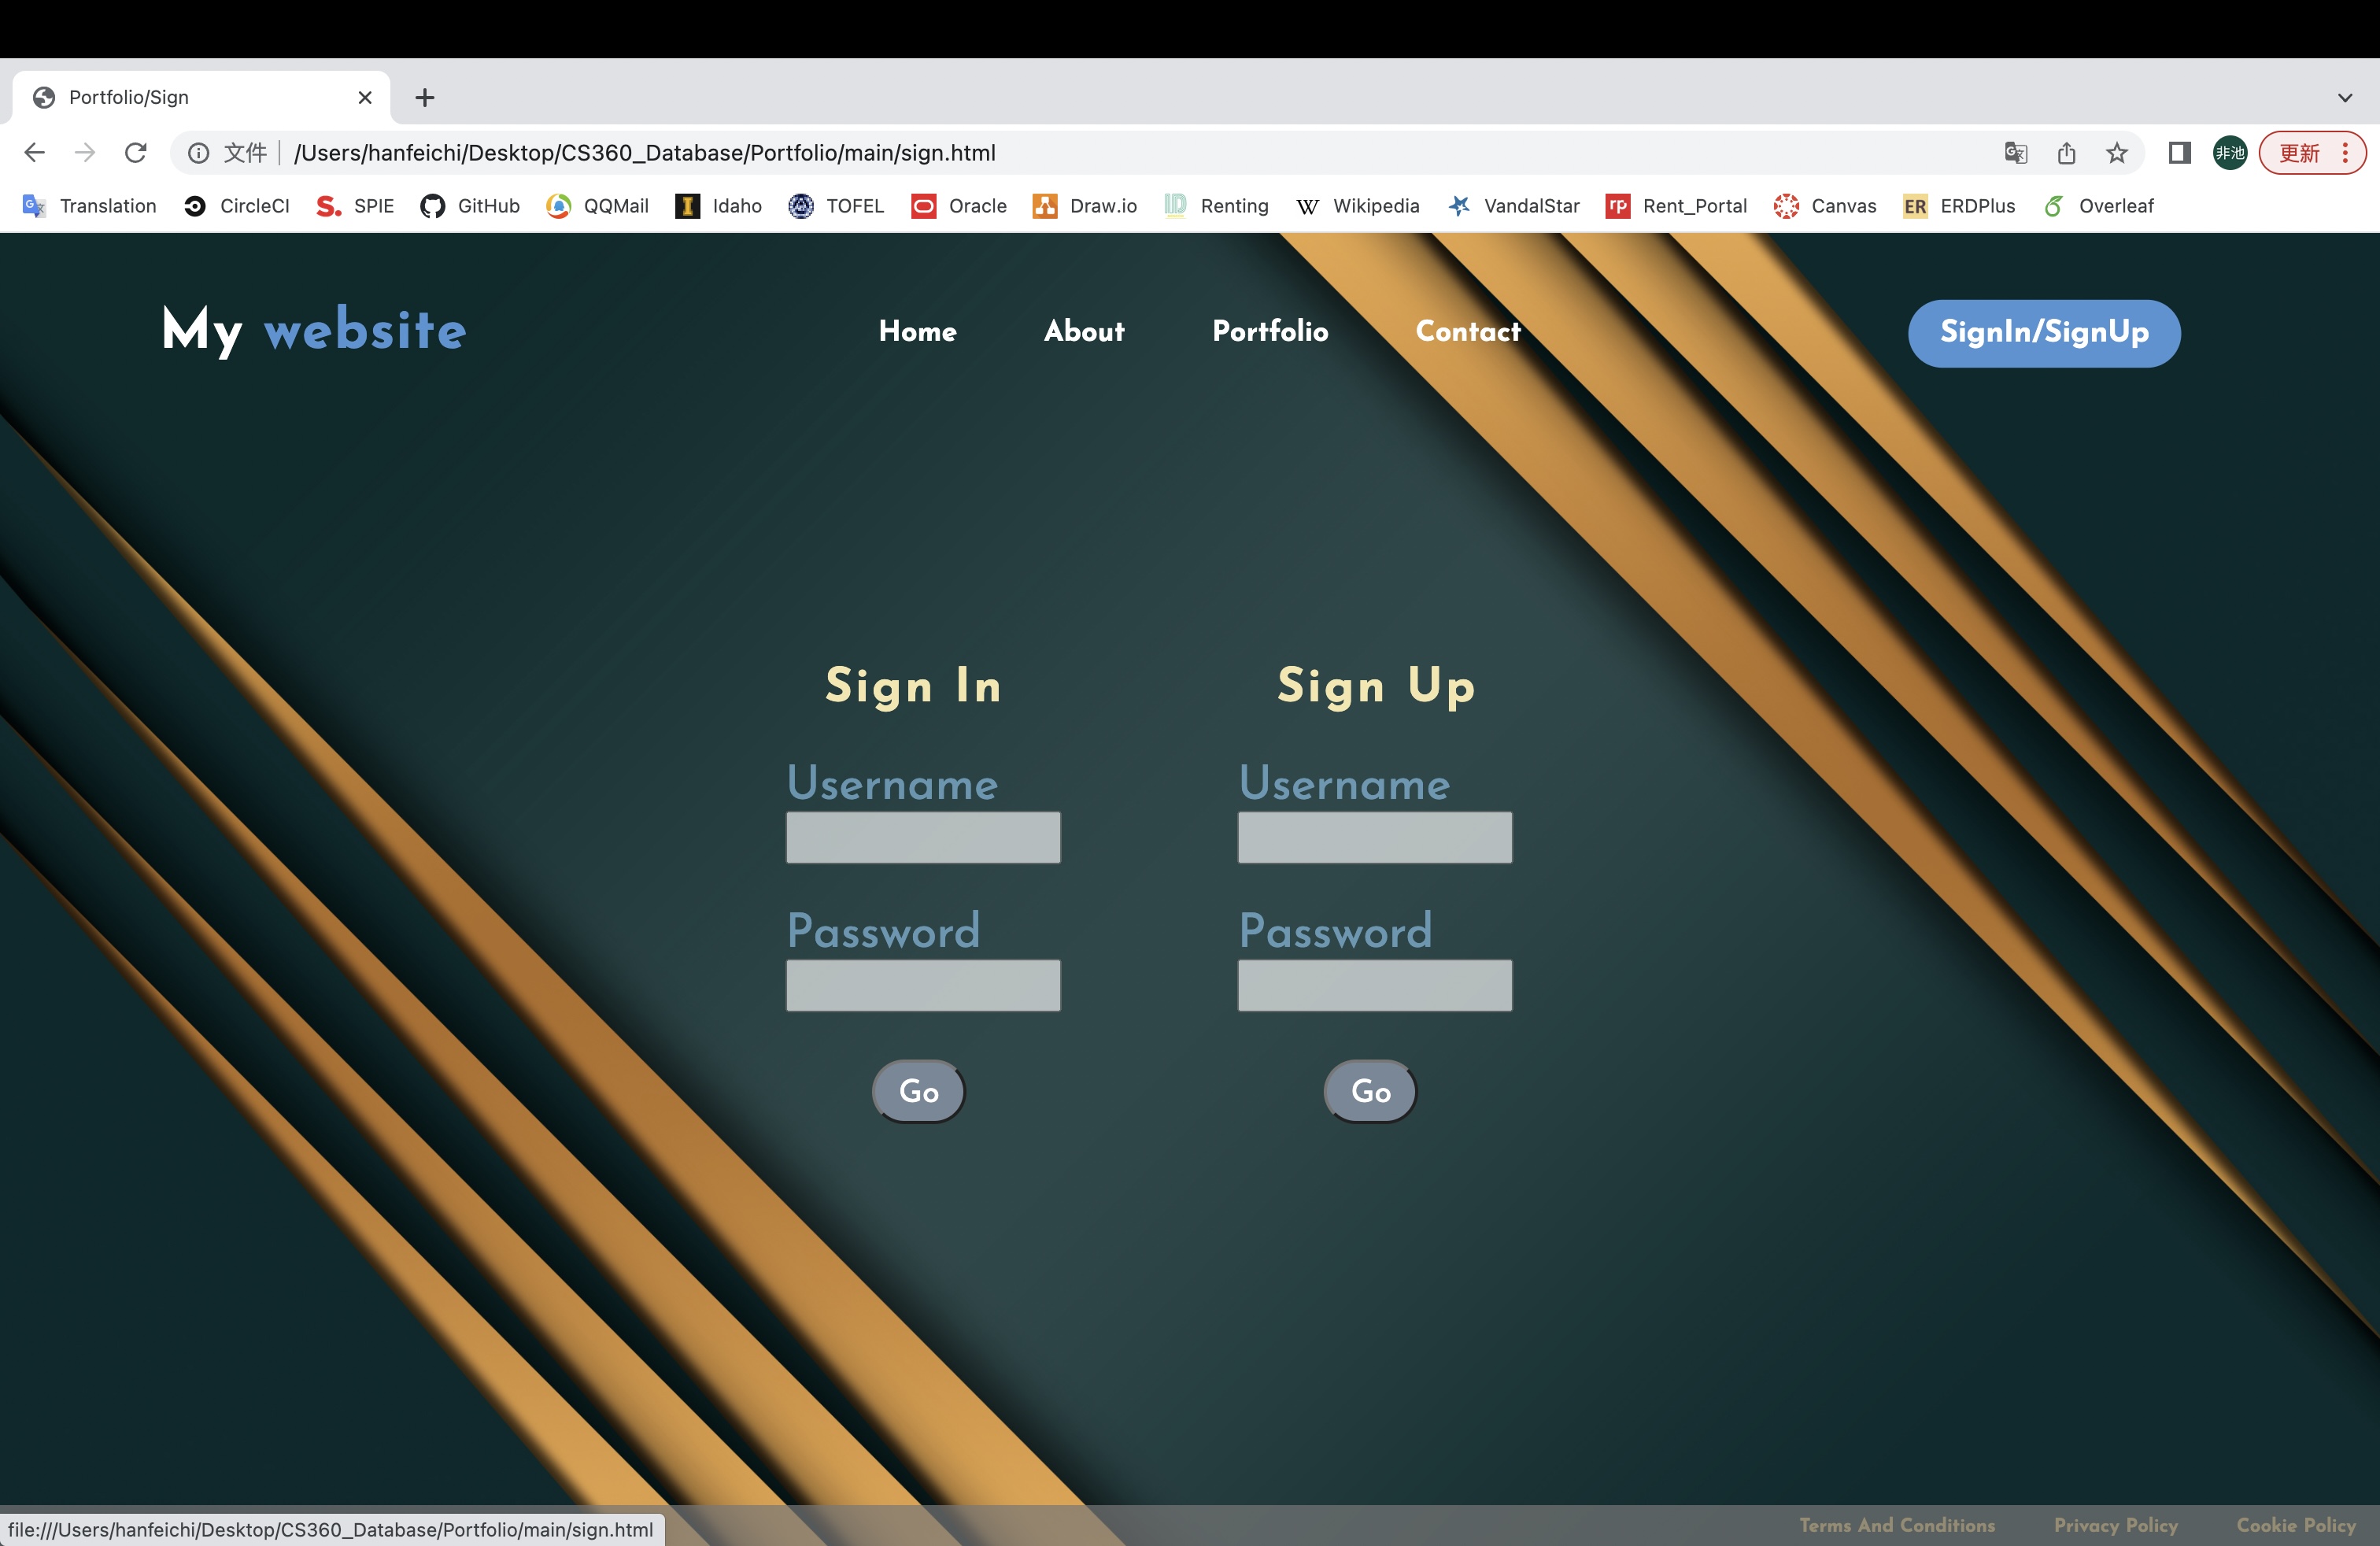 Portfolio/Sign
文件 /Users/hanfeichi/Desktop/CS360_Database/Portfolio/main/sign.html 非池 更新
Translation CircleCI S. SPIE GitHub QQMail I Idaho TOFEL Oracle Draw.io ID Renting W Wikipedia VandalStar rp Rent_Portal Canvas ER ERDPlus Overleaf
My website Home About Portfolio Contact SignIn/SignUp
Sign In Sign Up
Username Username
Password Password
Go Go
file:///Users/hanfeichi/Desktop/CS360_Database/Portfolio/main/sign.html Terms And Conditions Privacy Policy Cookie Policy